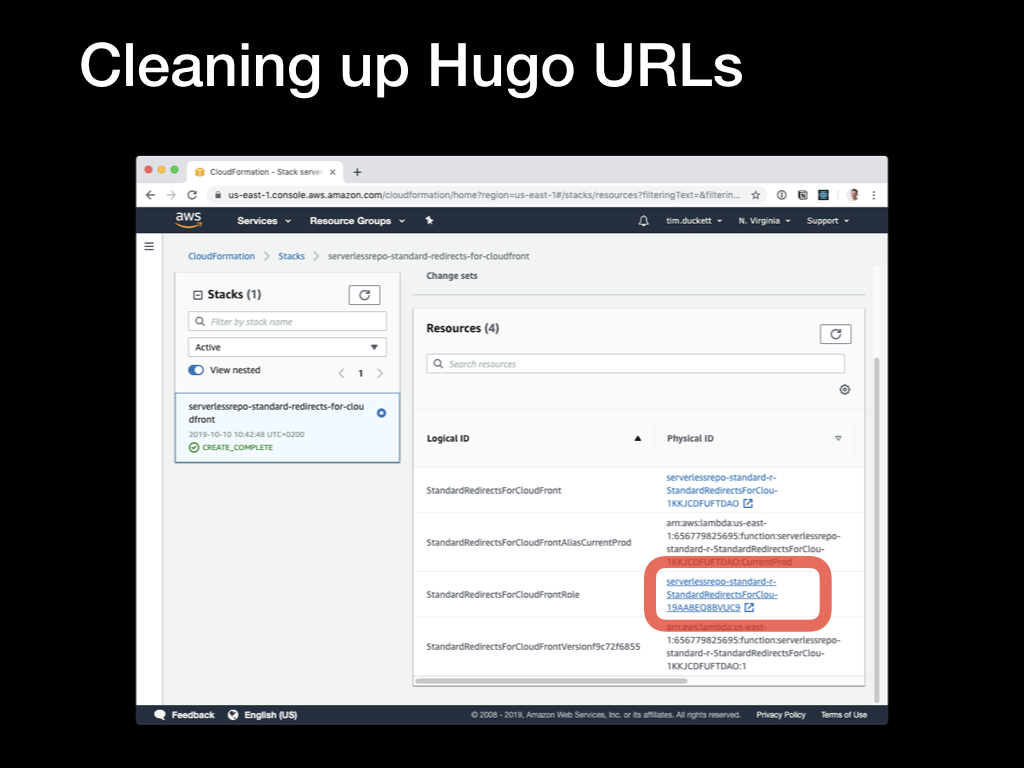 Cleaning up Hugo URLs
CloudFormation - Stack server
us-east-1.console.aws.amazon.com/cloudformation/home?region=us-east-1#/stacks/resources?filteringText=&filterin...
aws
Services
Resource Groups
tim.duckett
N. Virginia
Support
CloudFormation
Stacks
serverlessrepo-standard-redirects-for-cloudfront
Change sets
Stacks (1)
Filter by stack name
Active
View nested
1
serverlessrepo-standard-redirects-for-clou
dfront
2019-10-10 10:42:48 UTC+0200
CREATE_COMPLETE
Resources (4)
Search resources
Logical ID
Physical ID
StandardRedirectsForCloudFront
serverlessrepo-standard-r-
StandardRedirectsForClou-
1KKJCDFUFTDAO
StandardRedirectsForCloudFrontAliasCurrentProd
arn:aws:lambda:us-east-
1:656779825695:function:serverlessrepo-
standard-r-StandardRedirectsForClou-
1KKJCDFUFTDAO:CurrentProd
StandardRedirectsForCloudFrontRole
serverlessrepo-standard-r-
StandardRedirectsForClou-
19AABEQ8BVUC9
StandardRedirectsForCloudFrontVersionf9c72f6855
arn:aws:lambda:us-east-
1:656779825695:function:serverlessrepo-
standard-r-StandardRedirectsForClou-
1KKJCDFUFTDAO:1
Feedback
English (US)
© 2008 - 2019, Amazon Web Services, Inc. or its affiliates. All rights reserved.
Privacy Policy
Terms of Use